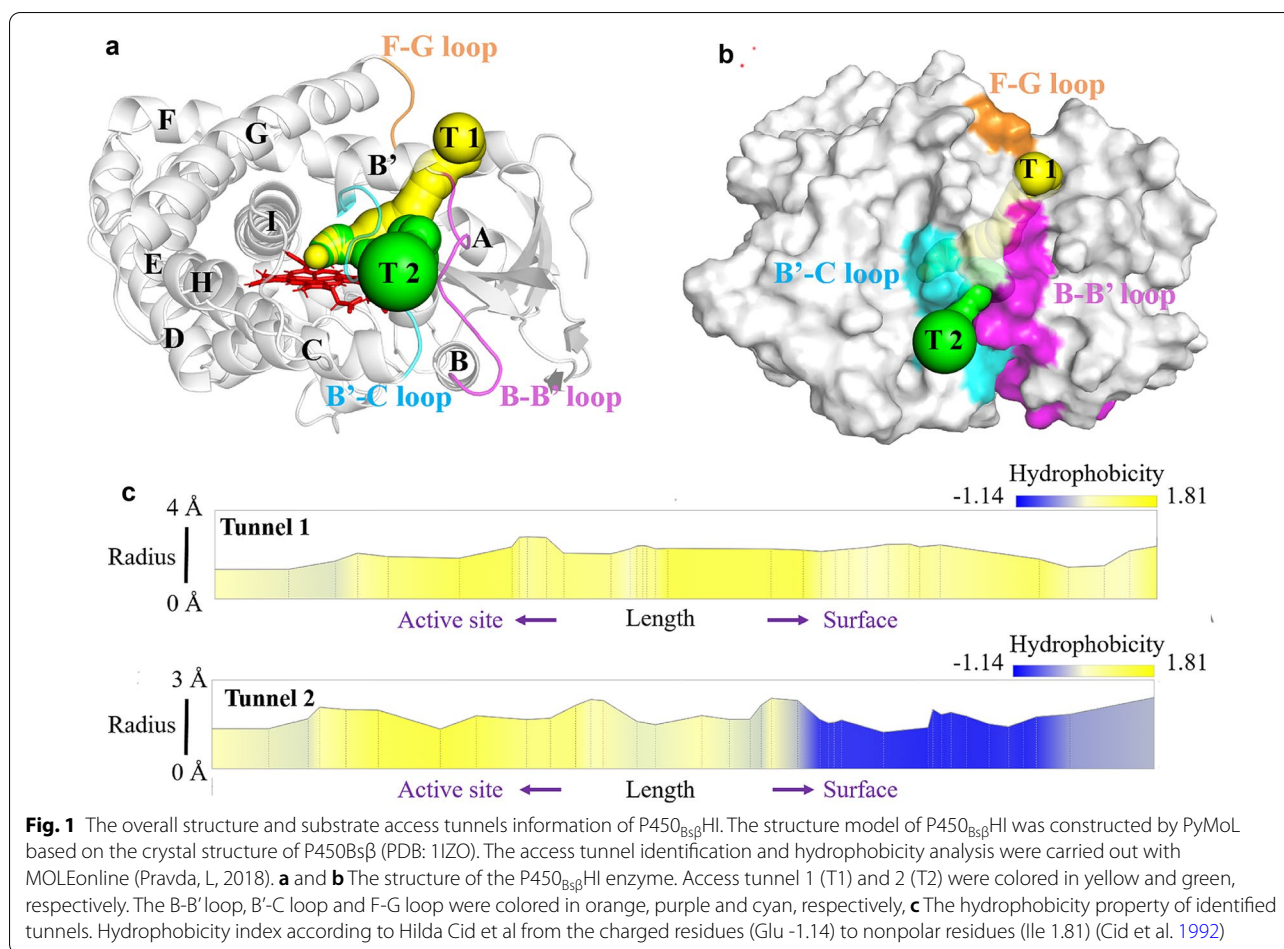 a
F-G loop
F
G
B'
T 1
I
A
E
H
T 2
D
C
B
B'-C loop
B-B' loop
b
F-G loop
T 1
B'-C loop
B-B' loop
T 2
c
Hydrophobicity
-1.14 1.81
4 Å
Tunnel 1
Radius
0 Å
Active site Length Surface
Hydrophobicity
-1.14 1.81
3 Å
Tunnel 2
Radius
0 Å
Active site Length Surface
Fig. 1 The overall structure and substrate access tunnels information of P450BsβHI. The structure model of P450BsβHI was constructed by PyMoL
based on the crystal structure of P450Bsβ (PDB: 1IZO). The access tunnel identification and hydrophobicity analysis were carried out with
MOLEonline (Pravda, L, 2018). a and b The structure of the P450BsβHI enzyme. Access tunnel 1 (T1) and 2 (T2) were colored in yellow and green,
respectively. The B-B' loop, B'-C loop and F-G loop were colored in orange, purple and cyan, respectively, c The hydrophobicity property of identified
tunnels. Hydrophobicity index according to Hilda Cid et al from the charged residues (Glu -1.14) to nonpolar residues (Ile 1.81) (Cid et al. 1992)